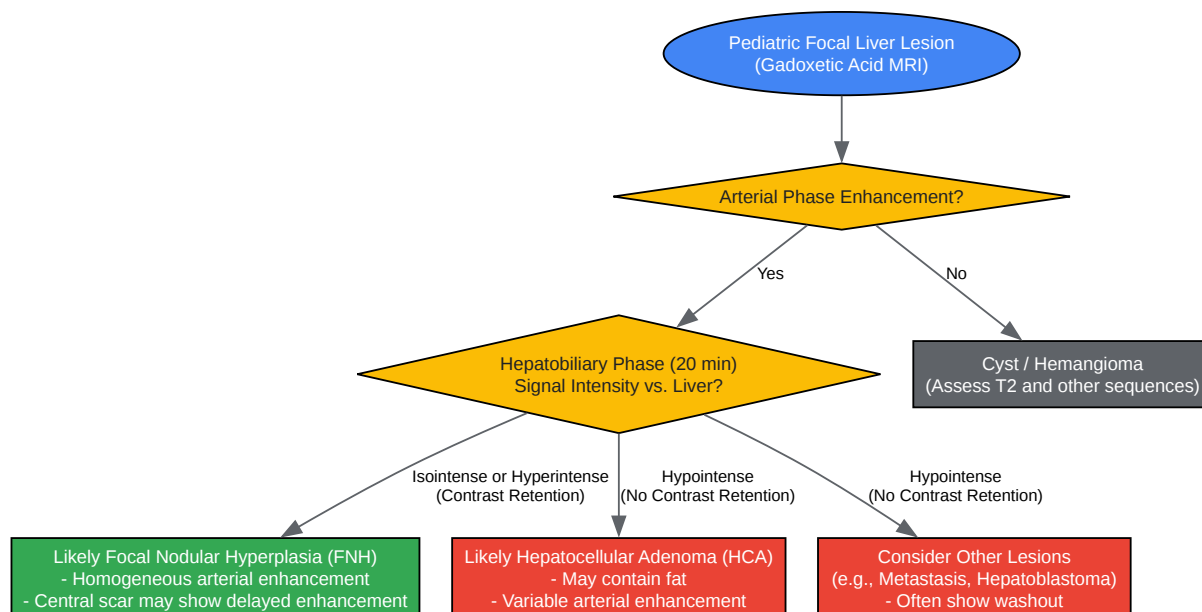 Pediatric Focal Liver Lesion
(Gadoxetic Acid MRI)
Arterial Phase Enhancement?
Yes
No
Hepatobiliary Phase (20 min)
Signal Intensity vs. Liver?
Cyst / Hemangioma
(Assess T2 and other sequences)
Isointense or Hyperintense
(Contrast Retention)
Hypointense
(No Contrast Retention)
Hypointense
(No Contrast Retention)
Likely Focal Nodular Hyperplasia (FNH)
- Homogeneous arterial enhancement
- Central scar may show delayed enhancement
Likely Hepatocellular Adenoma (HCA)
- May contain fat
- Variable arterial enhancement
Consider Other Lesions
(e.g., Metastasis, Hepatoblastoma)
- Often show washout